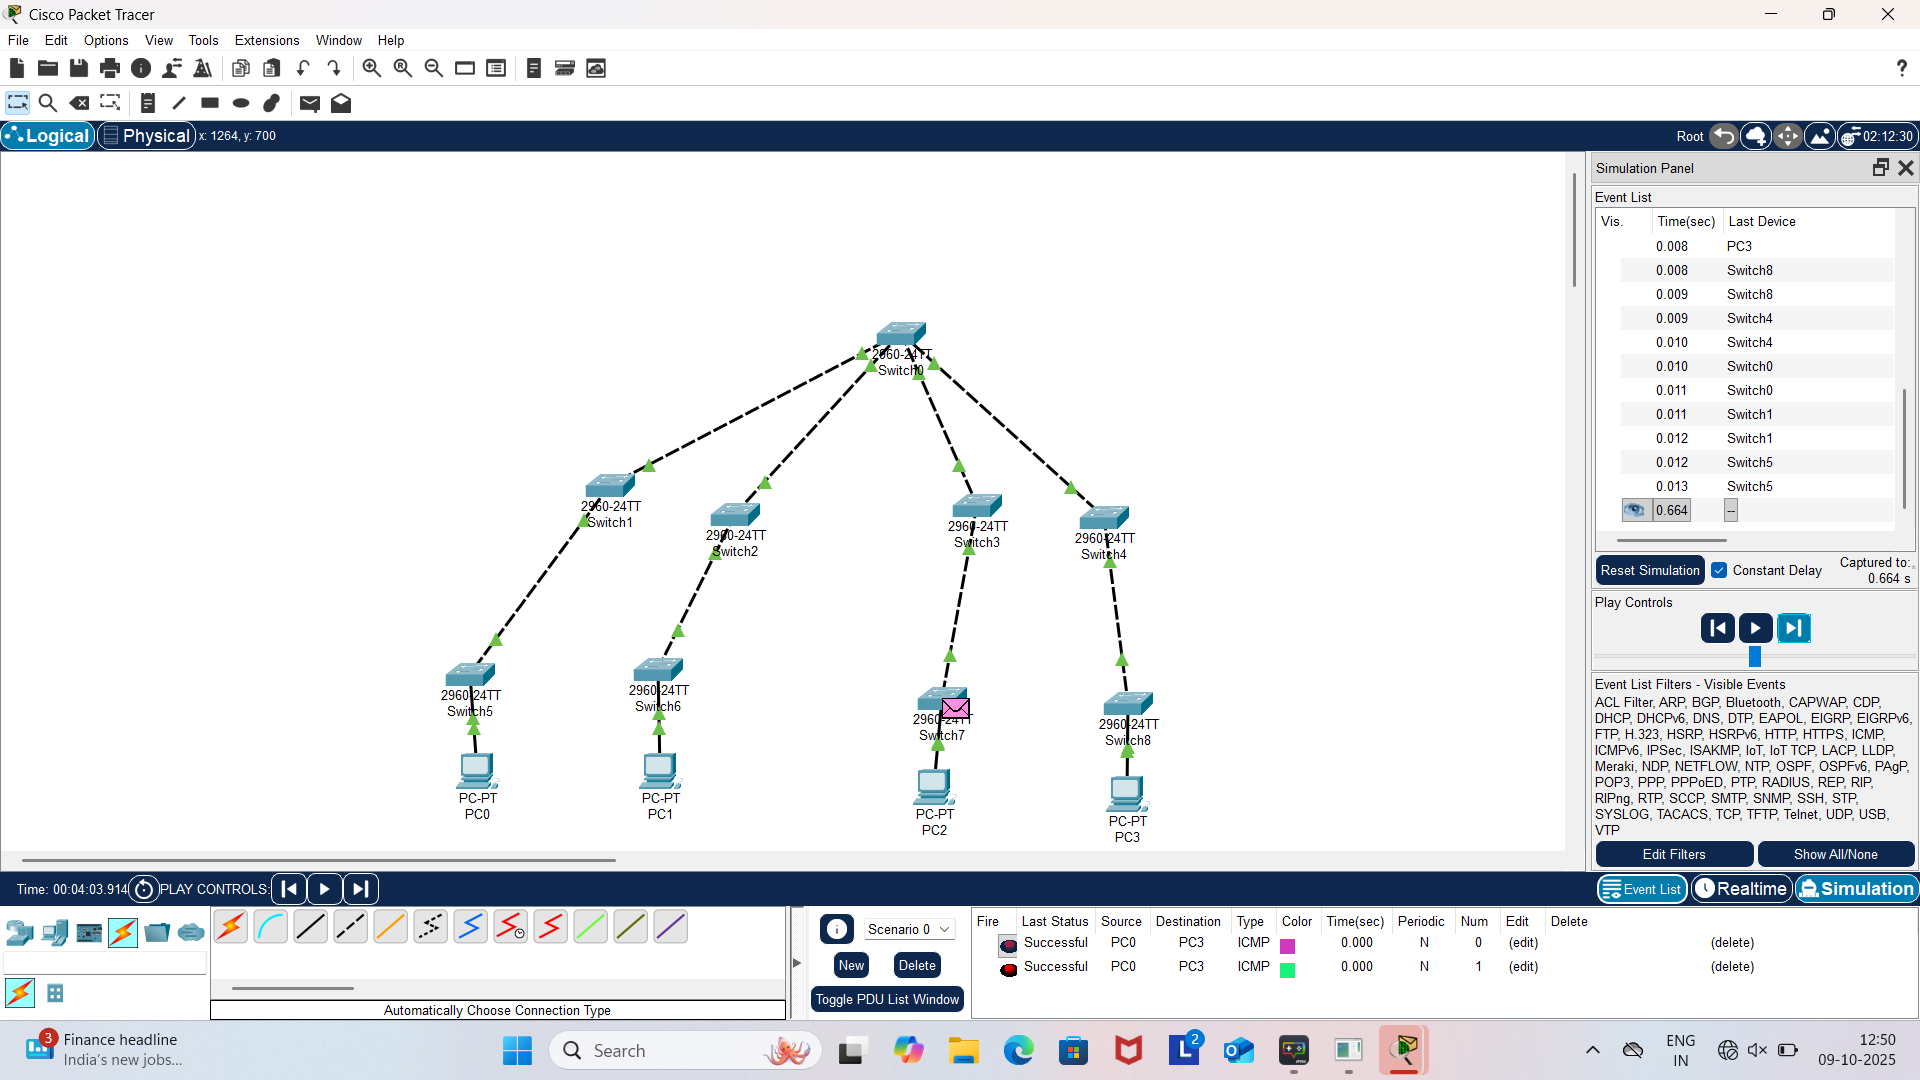 Cisco Packet Tracer
File Edit Options View Tools Extensions Window Help
?
Logical Physical x: 1264, y: 700 Root 02:12:30
Simulation Panel
Event List
Vis. Time(sec) Last Device
0.008 PC3
0.008 Switch8
0.009 Switch8
0.009 Switch4
0.010 Switch4
0.010 Switch0
0.011 Switch0
0.011 Switch1
0.012 Switch1
0.012 Switch5
0.013 Switch5
0.664 --
Reset Simulation Constant Delay Captured to:
0.664 s
Play Controls
Event List Filters - Visible Events
ACL Filter, ARP, BGP, Bluetooth, CAPWAP, CDP,
DHCP, DHCPv6, DNS, DTP, EAPOL, EIGRP, EIGRPv6,
FTP, H.323, HSRP, HSRPv6, HTTP, HTTPS, ICMP,
ICMPv6, IPSec, ISAKMP, IoT, IoT TCP, LACP, LLDP,
Meraki, NDP, NETFLOW, NTP, OSPF, OSPFv6, PAgP,
POP3, PPP, PPPoED, PTP, RADIUS, REP, RIP,
RIPng, RTP, SCCP, SMTP, SNMP, SSH, STP,
SYSLOG, TACACS, TCP, TFTP, Telnet, UDP, USB,
VTP
Edit Filters Show All/None
2960-24TT
Switch0
2960-24TT
Switch1
2960-24TT
Switch2
2960-24TT
Switch3
2960-24TT
Switch4
2960-24TT
Switch5
2960-24TT
Switch6
2960-24TT
Switch7
2960-24TT
Switch8
PC-PT
PC0
PC-PT
PC1
PC-PT
PC2
PC-PT
PC3
Time: 00:04:03.914 PLAY CONTROLS: Event List Realtime Simulation
Automatically Choose Connection Type
Scenario 0
New Delete
Toggle PDU List Window
Fire Last Status Source Destination Type Color Time(sec) Periodic Num Edit Delete
Successful PC0 PC3 ICMP 0.000 N 0 (edit) (delete)
Successful PC0 PC3 ICMP 0.000 N 1 (edit) (delete)
3 Finance headline
India's new jobs...
Search
L 2
ENG
IN
12:50
09-10-2025